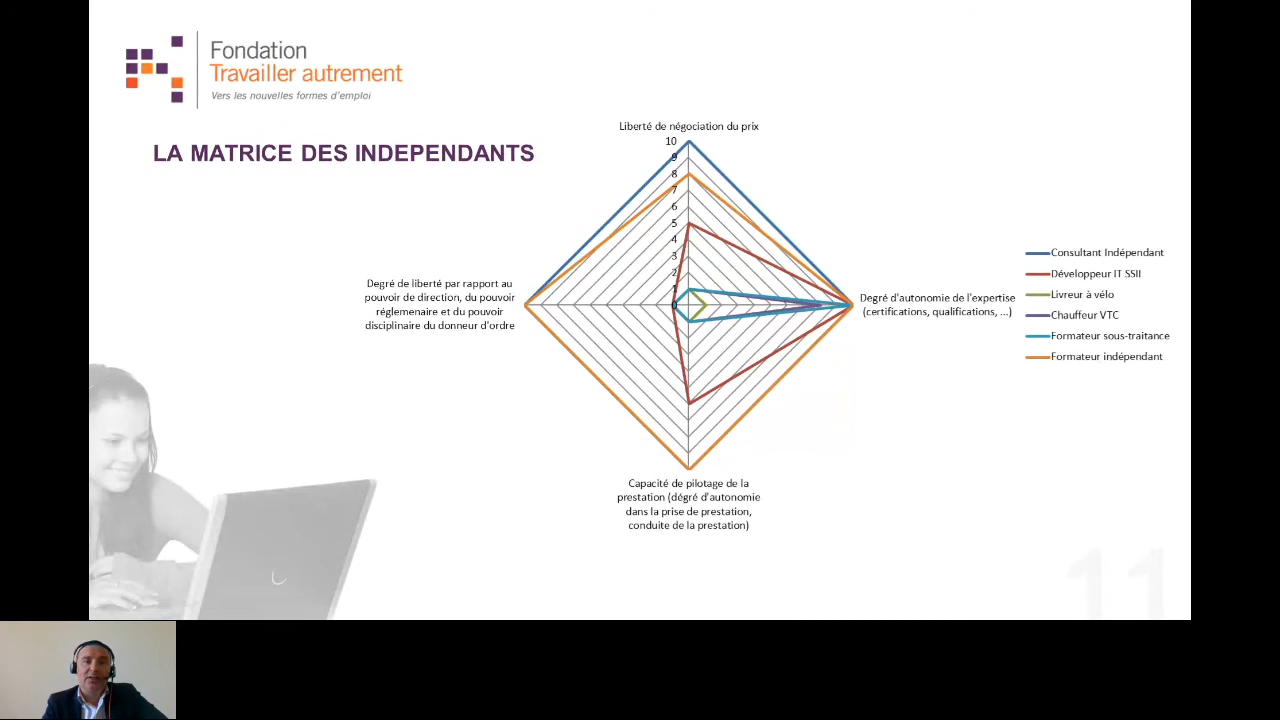 Fondation
Travailler autrement
Vers les nouvelles formes d'emploi
LA MATRICE DES INDEPENDANTS
Liberté de négociation du prix
10
9
8
7
6
5
4
3
2
1
0
Degré de liberté par rapport au
pouvoir de direction, du pouvoir
réglemenaire et du pouvoir
disciplinaire du donneur d'ordre
Degré d'autonomie de l'expertise
(certifications, qualifications, ...)
Capacité de pilotage de la
prestation (dégré d'autonomie
dans la prise de prestation,
conduite de la prestation)
Consultant Indépendant
Développeur IT SSII
Livreur à vélo
Chauffeur VTC
Formateur sous-traitance
Formateur indépendant
11